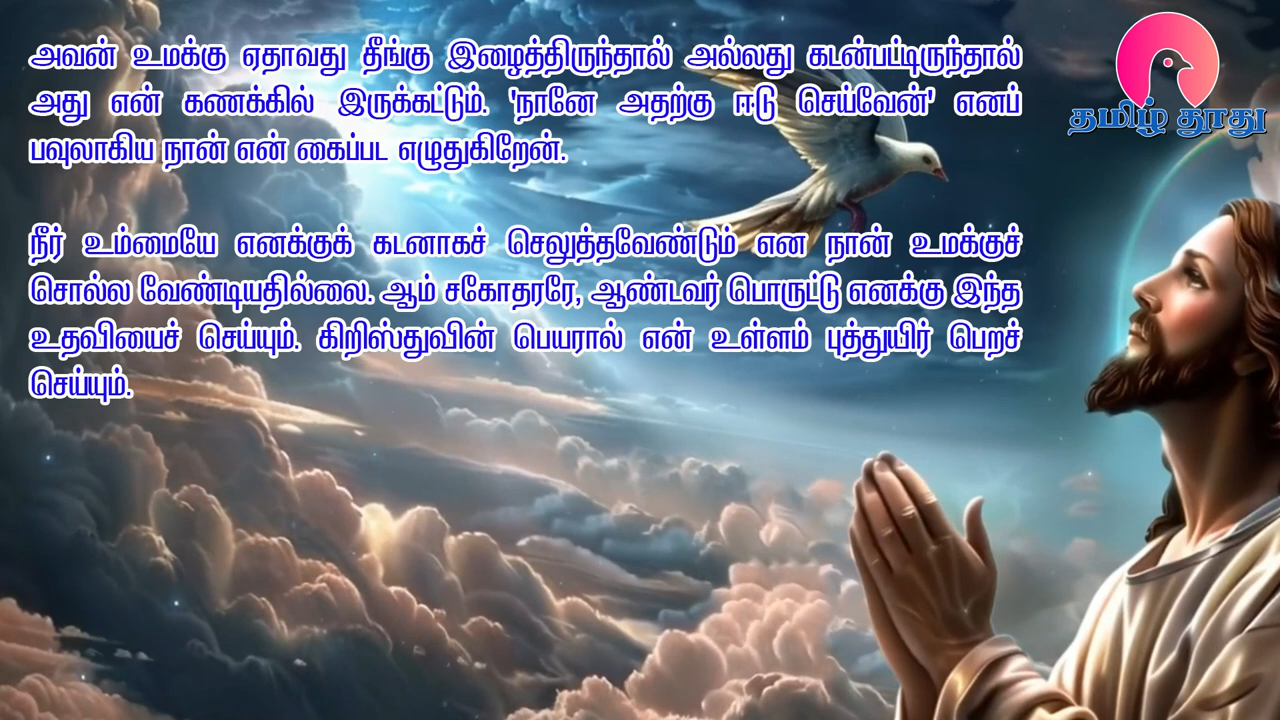 அவன் உமக்கு ஏதாவது தீங்கு இழைத்திருந்தால் அல்லது கடன்பட்டிருந்தால்
அது என் கணக்கில் இருக்கட்டும். 'நானே அதற்கு ஈடு செய்வேன்' எனப்
பவுலாகிய நான் என் கைப்பட எழுதுகிறேன்.
நீர் உம்மையே எனக்குக் கடனாகச் செலுத்தவேண்டும் என நான் உமக்குச்
சொல்ல வேண்டியதில்லை. ஆம் சகோதரரே, ஆண்டவர் பொருட்டு எனக்கு இந்த
உதவியைச் செய்யும். கிறிஸ்துவின் பெயரால் என் உள்ளம் புத்துயிர் பெறச்
செய்யும்.
தமிழ் தூது